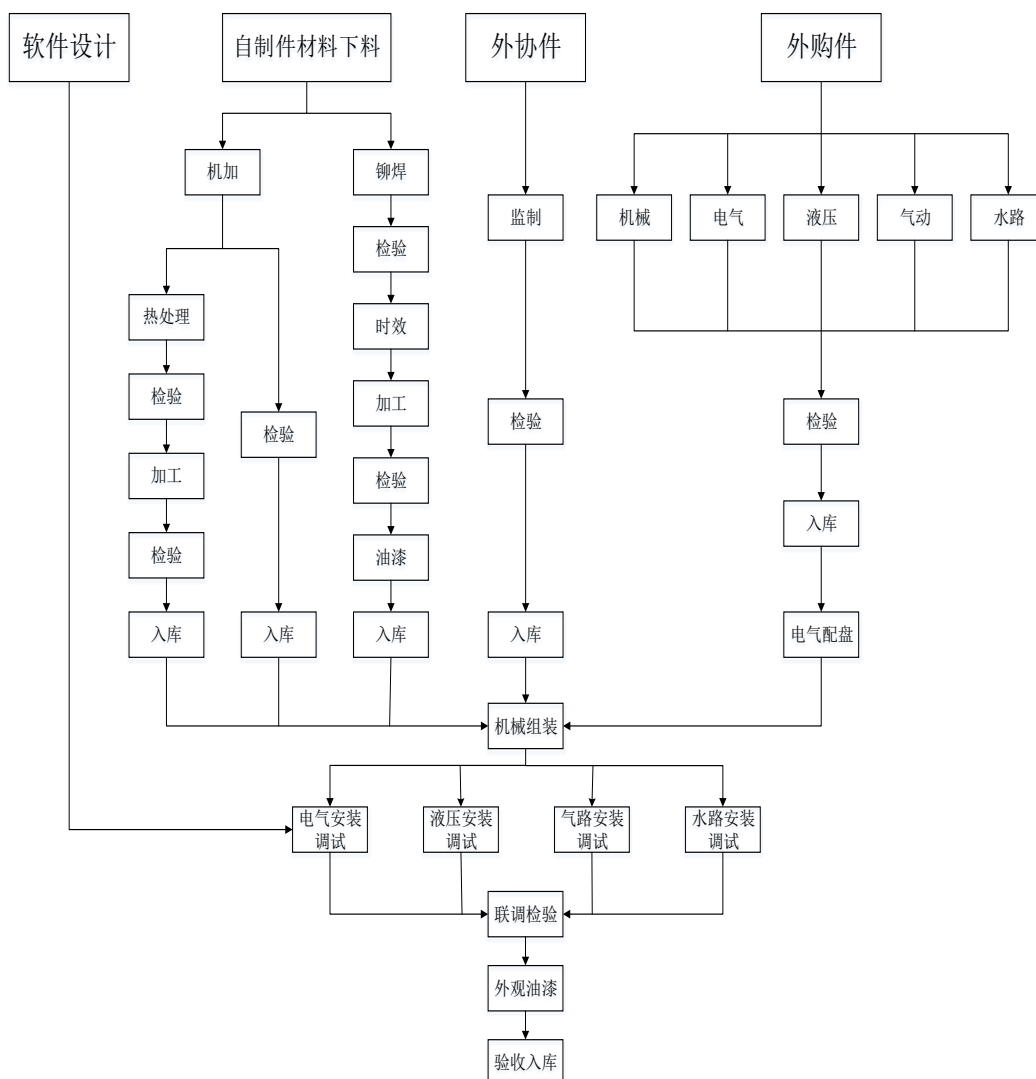 软件设计
自制件材料下料
外协件
外购件
机加
铆焊
监制
机械
电气
液压
气动
水路
检验
热处理
时效
检验
加工
检验
检验
检验
加工
检验
入库
检验
油漆
入库
入库
入库
入库
电气配盘
机械组装
电气安装
调试
液压安装
调试
气路安装
调试
水路安装
调试
联调检验
外观油漆
验收入库